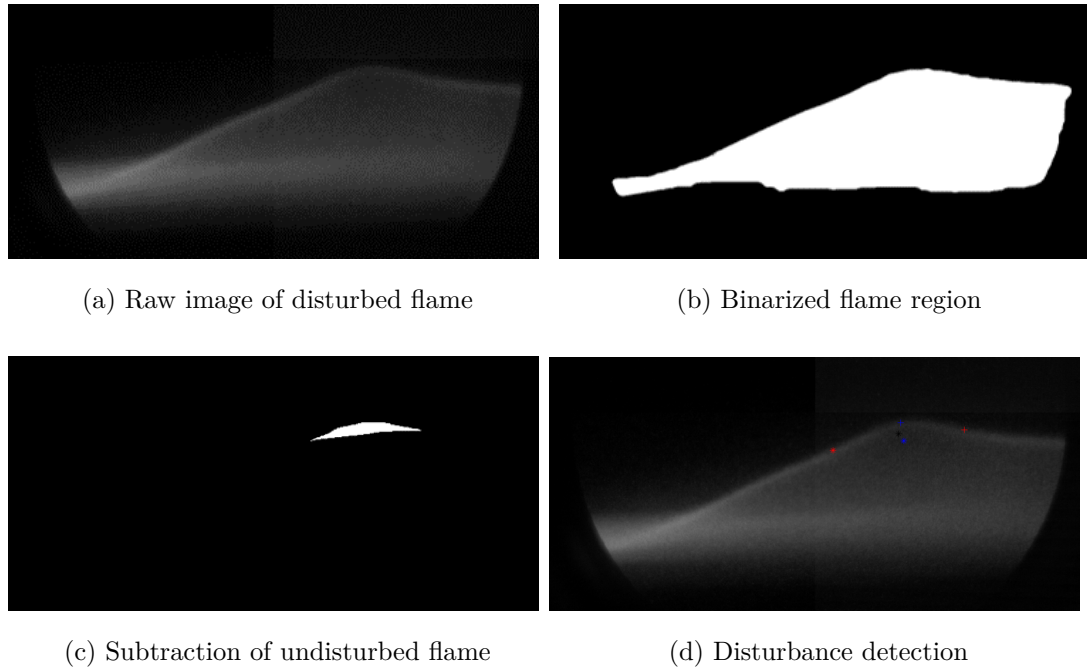 (a) Raw image of disturbed flame
(b) Binarized flame region
(c) Subtraction of undisturbed flame
(d) Disturbance detection